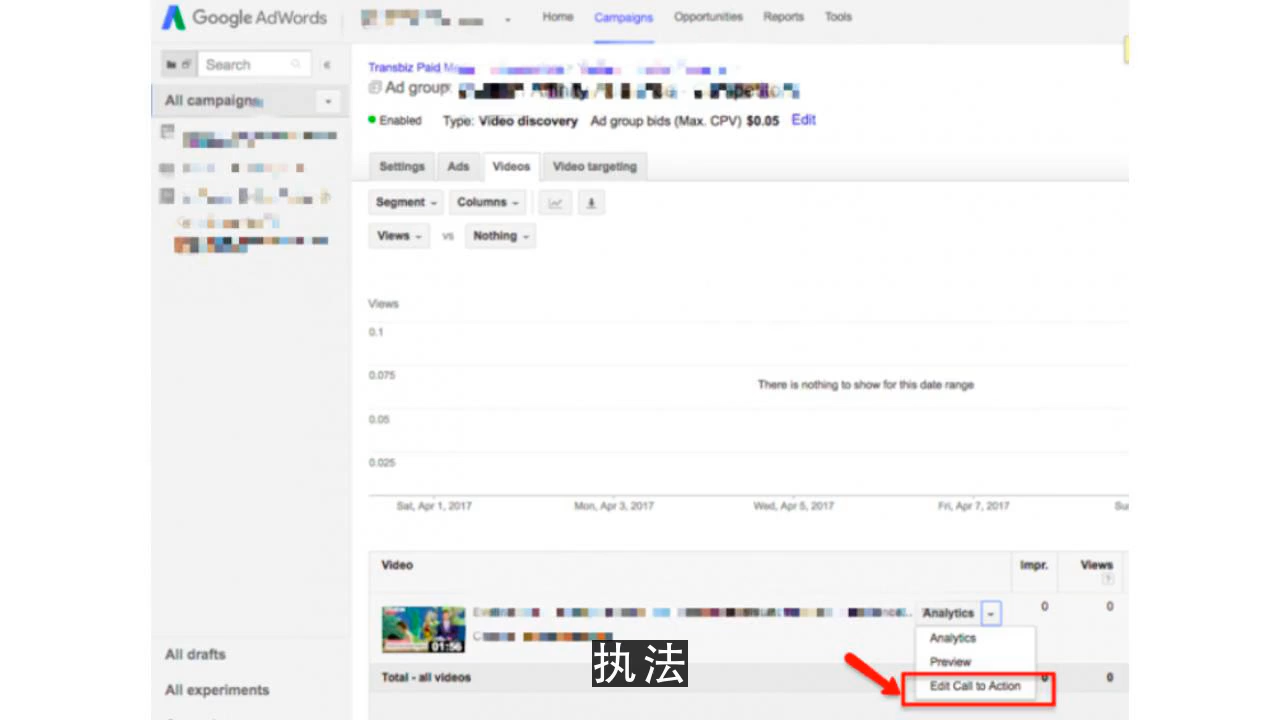 Google AdWords
Home Campaigns Opportunities Reports Tools
Search
All campaigns
Transbiz Paid
Ad group:
Enabled Type: Video discovery Ad group bids (Max. CPV) $0.05 Edit
Settings Ads Videos Video targeting
Segment Columns
Views vs Nothing
Views
0.1
0.075
There is nothing to show for this date range
0.05
0.025
Sat, Apr 1, 2017 Mon, Apr 3, 2017 Wed, Apr 5, 2017 Fri, Apr 7, 2017
Video Impr. Views
?
Analytics 0 0
01:56
Analytics
Preview
Total - all videos 0 0
Edit Call to Action
All drafts
All experiments
执法